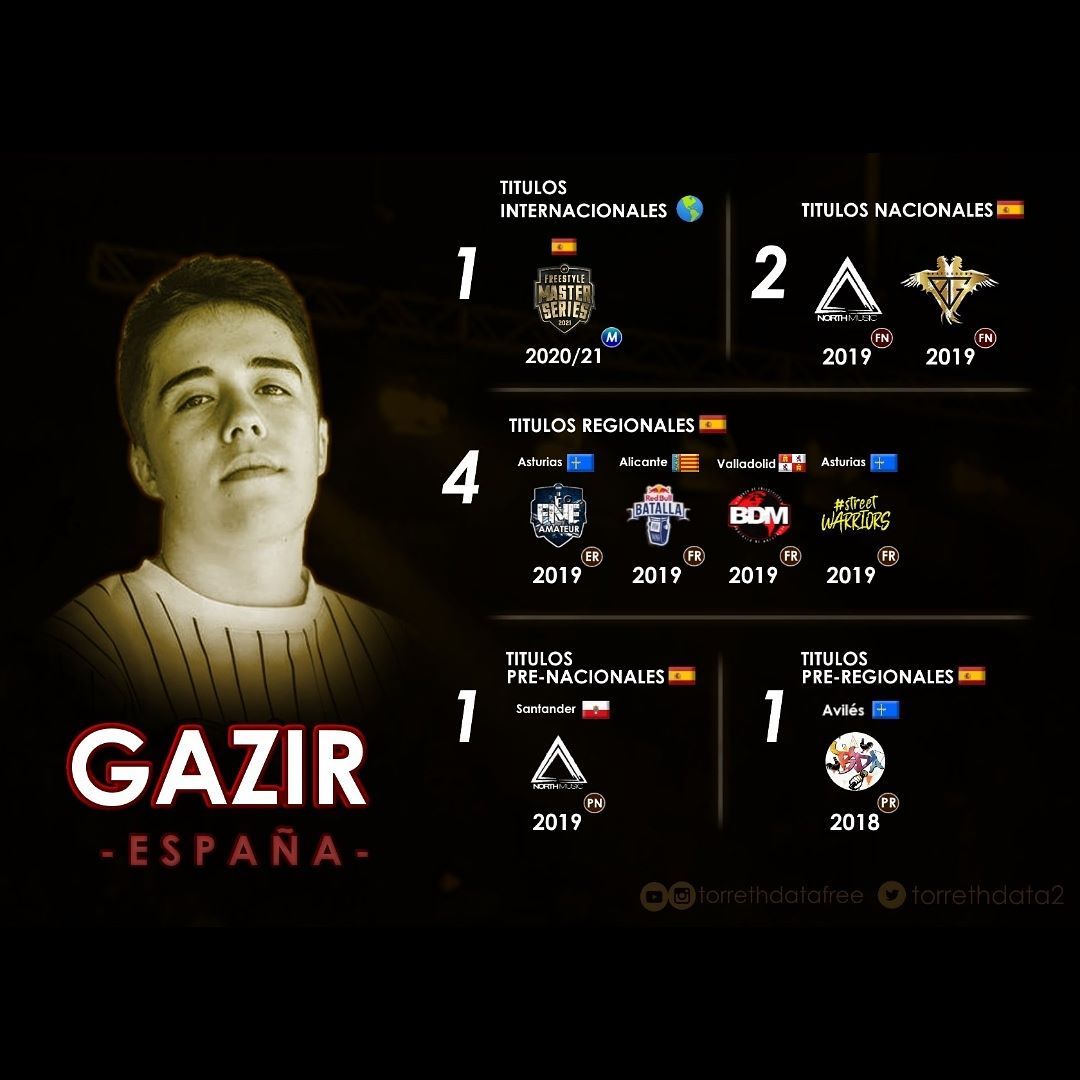 TITULOS
INTERNACIONALES
1
FREESTYLE
MASTER
SERIES
2021
M
2020/21
TITULOS NACIONALES
2
NORTH MUSIC
FN
2019
FN
2019
TITULOS REGIONALES
4
Asturias
AMATEUR
ER
2019
Alicante
Red Bull
BATALLA
FR
2019
Valladolid
BDM
FR
2019
Asturias
#street
WARRIORS
FR
2019
TITULOS
PRE-NACIONALES
1
Santander
NORTH MUSIC
PN
2019
TITULOS
PRE-REGIONALES
1
Avilés
BDA
PR
2018
GAZIR
-ESPAÑA-
torrethdatafree
torrethdata2